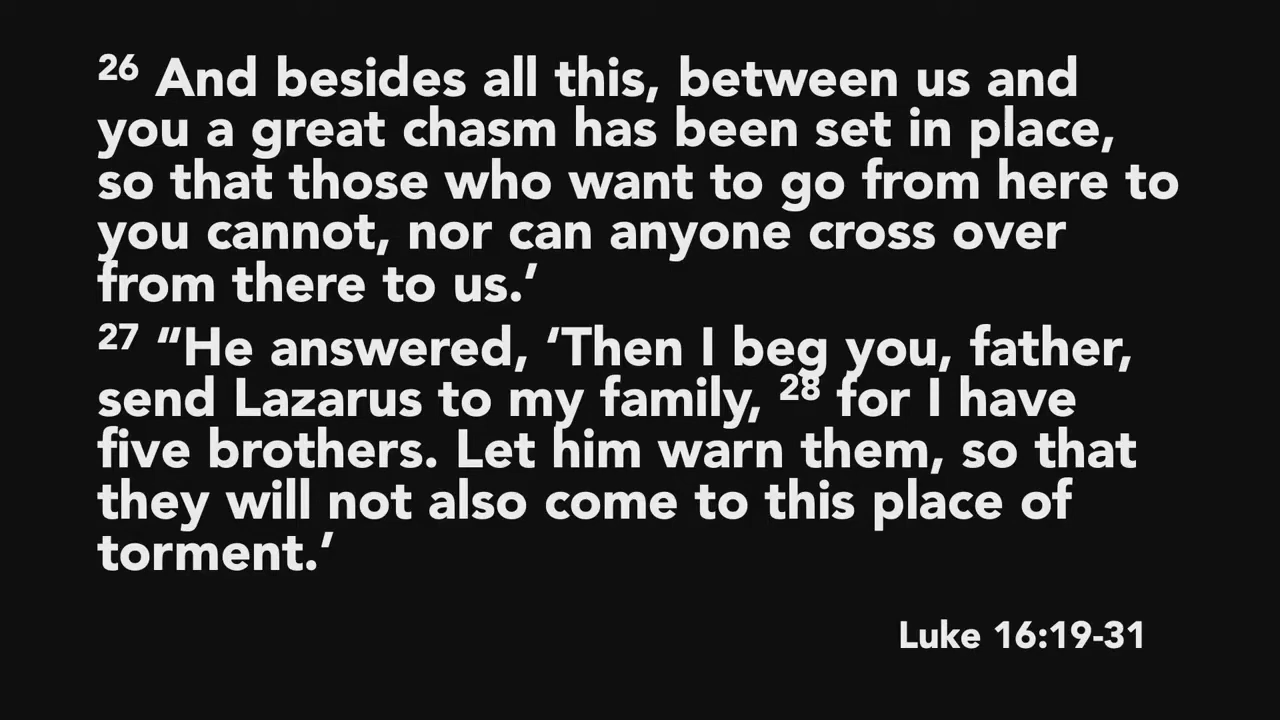 26 And besides all this, between us and
you a great chasm has been set in place,
so that those who want to go from here to
you cannot, nor can anyone cross over
from there to us.’
27 “He answered, ‘Then I beg you, father,
send Lazarus to my family, 28 for I have
five brothers. Let him warn them, so that
they will not also come to this place of
torment.’
Luke 16:19-31